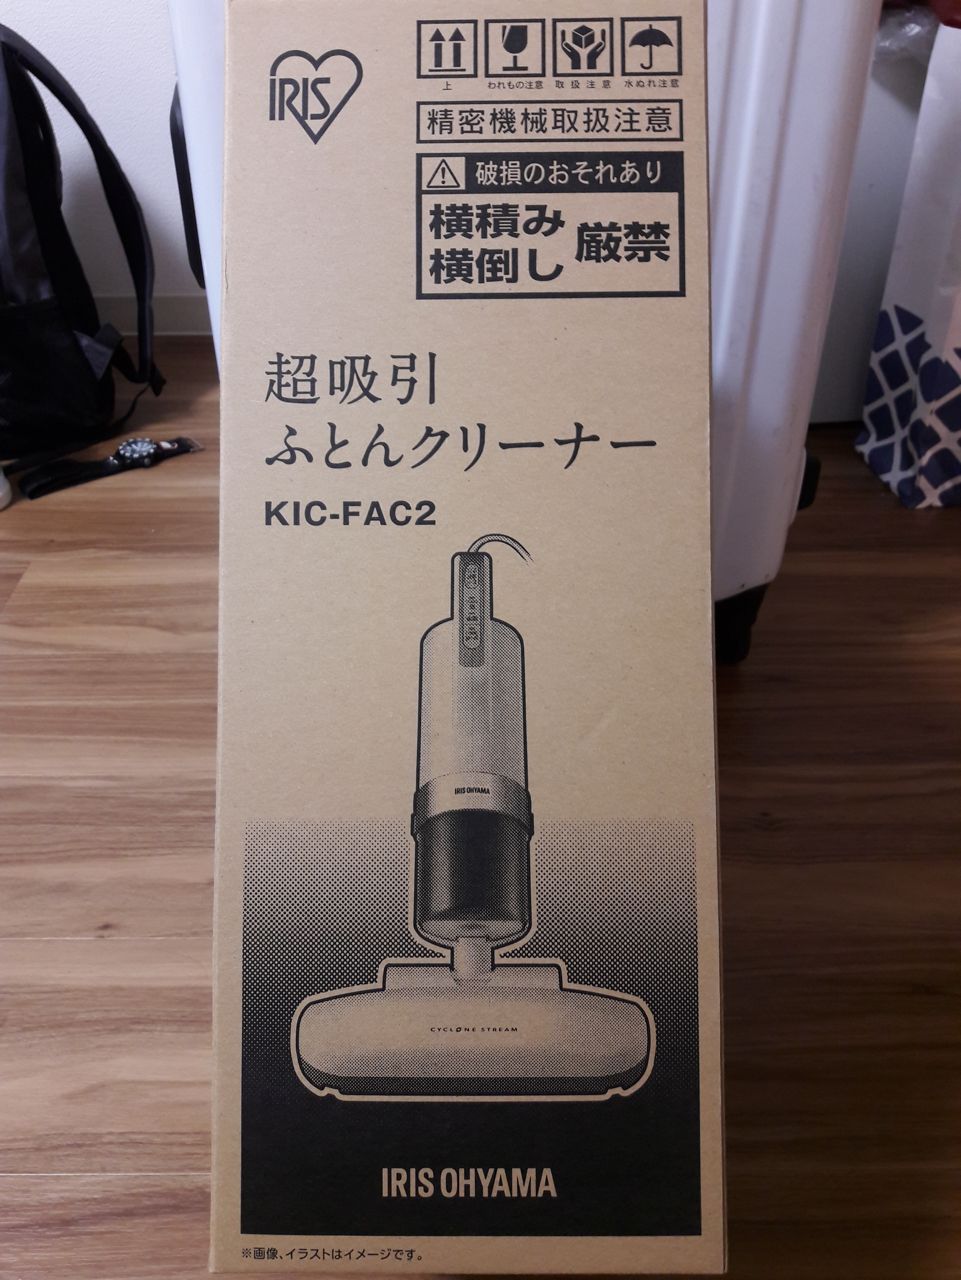 IRIS
上
われもの注意
取扱注意
水ぬれ注意
精密機械取扱注意
破損のおそれあり
横積み
横倒し
厳禁
超吸引
ふとんクリーナー
KIC-FAC2
IRIS OHYAMA
CYCLONE STREAM
IRIS OHYAMA
※画像、イラストはイメージです。